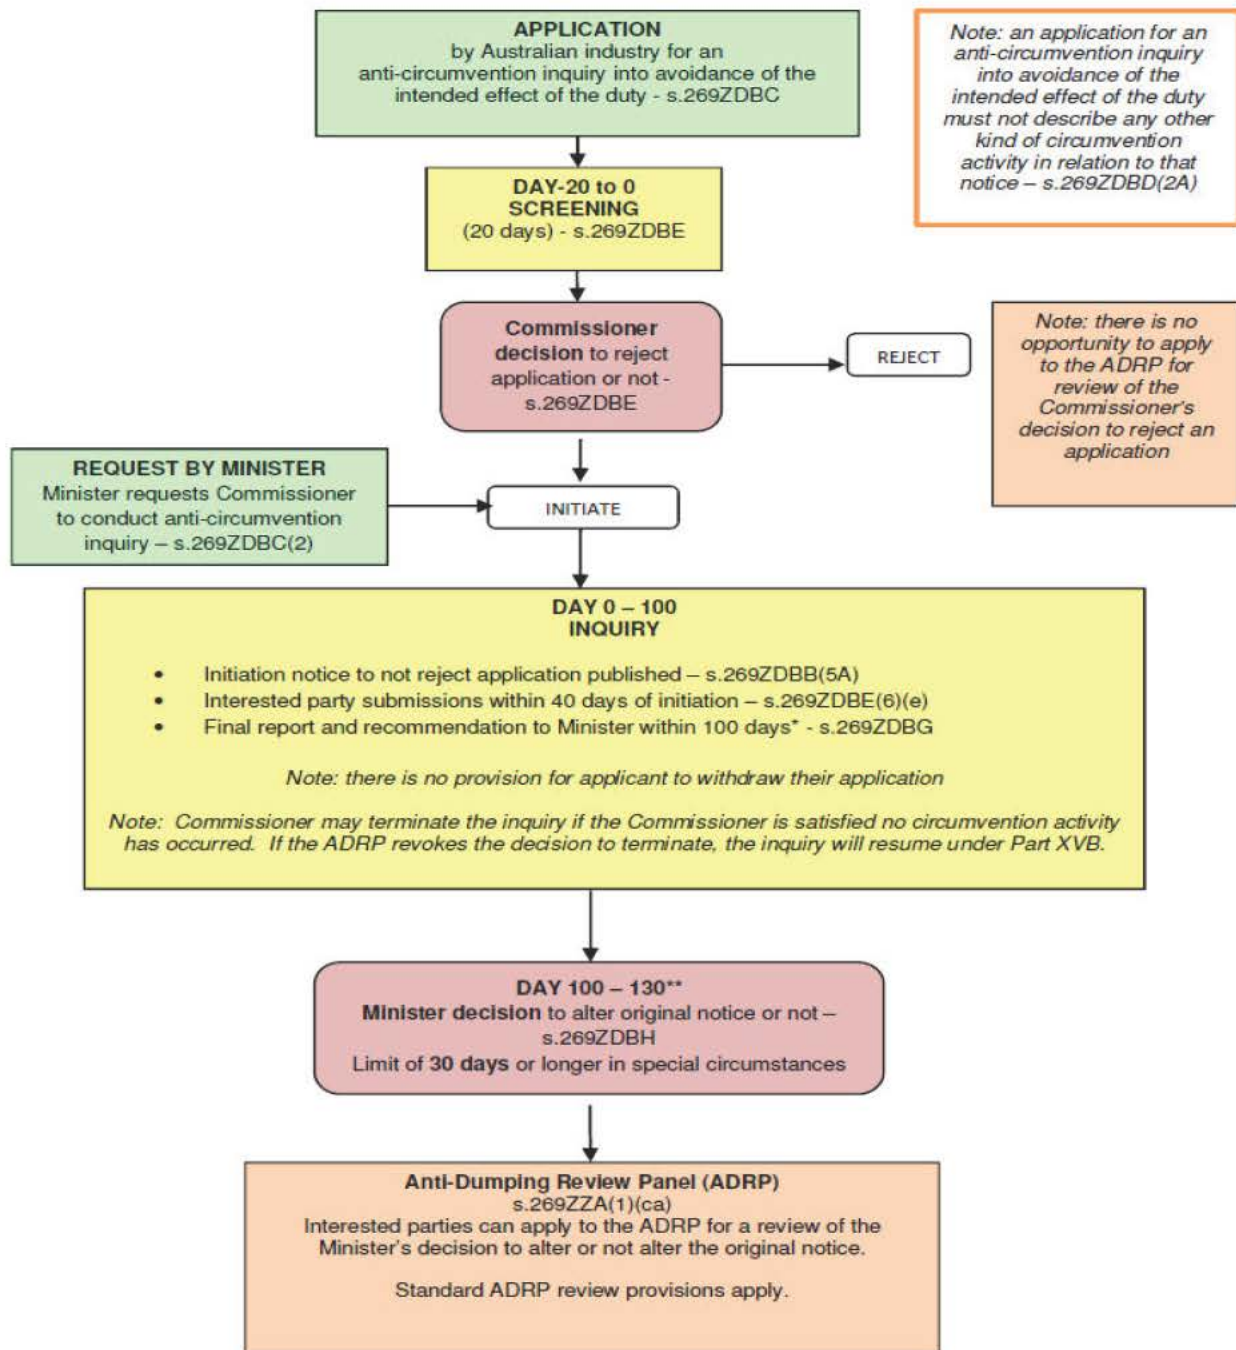 APPLICATION
by Australian industry for an
anti-circumvention inquiry into avoidance of the
intended effect of the duty - s.269ZDBC
Note: an application for an
anti-circumvention inquiry
into avoidance of the
intended effect of the duty
must not describe any other
kind of circumvention
activity in relation to that
notice – s.269ZDBD(2A)
DAY-20 to 0
SCREENING
(20 days) - s.269ZDBE
Commissioner
decision to reject
application or not -
s.269ZDBE
REJECT
Note: there is no
opportunity to apply
to the ADRP for
review of the
Commissioner's
decision to reject an
application
REQUEST BY MINISTER
Minister requests Commissioner
to conduct anti-circumvention
inquiry – s.269ZDBC(2)
INITIATE
DAY 0 – 100
INQUIRY
• Initiation notice to not reject application published – s.269ZDBB(5A)
• Interested party submissions within 40 days of initiation – s.269ZDBE(6)(e)
• Final report and recommendation to Minister within 100 days* - s.269ZDBG
Note: there is no provision for applicant to withdraw their application
Note: Commissioner may terminate the inquiry if the Commissioner is satisfied no circumvention activity
has occurred. If the ADRP revokes the decision to terminate, the inquiry will resume under Part XVB.
DAY 100 – 130**
Minister decision to alter original notice or not –
s.269ZDBH
Limit of 30 days or longer in special circumstances
Anti-Dumping Review Panel (ADRP)
s.269ZZA(1)(ca)
Interested parties can apply to the ADRP for a review of the
Minister's decision to alter or not alter the original notice.
Standard ADRP review provisions apply.